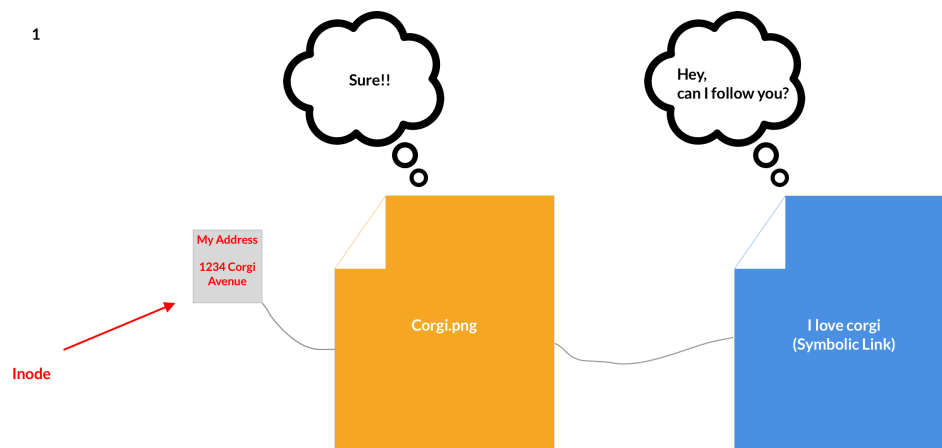 1
Sure!!
Hey,
can I follow you?
My Address
1234 Corgi
Avenue
Corgi.png
I love corgi
(Symbolic Link)
Inode